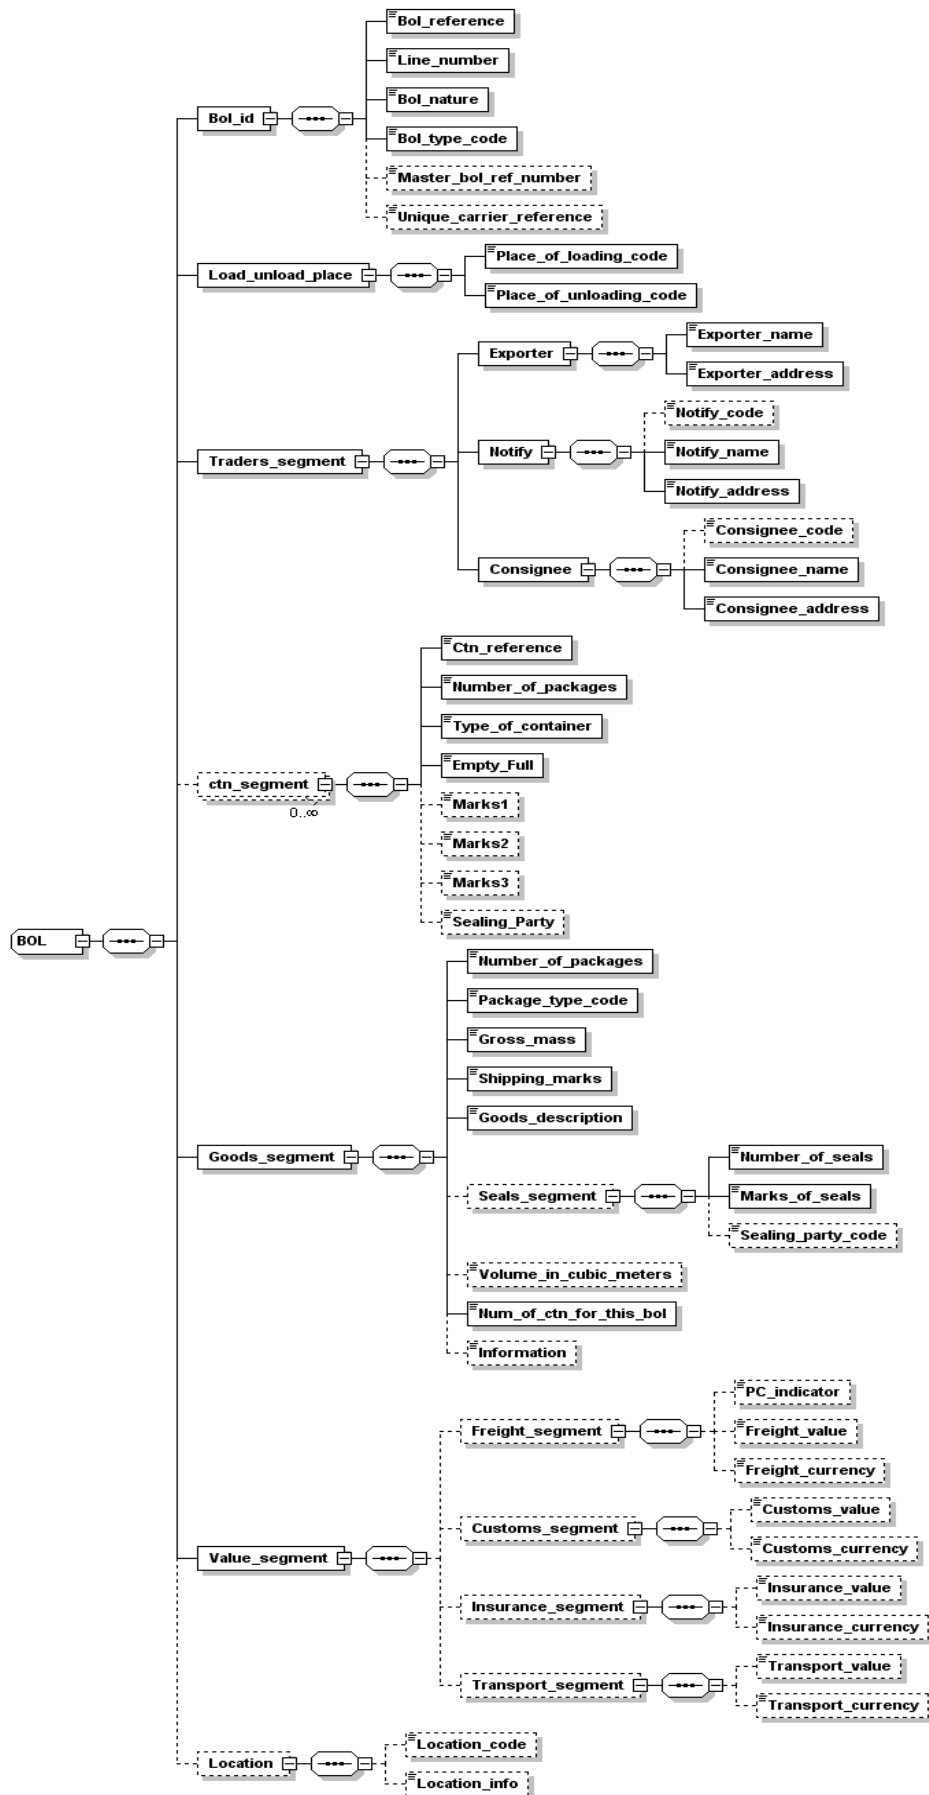 Bol_reference
Line_number
Bol_nature
Bol_id
Bol_type_code
Master_bol_ref_number
Unique_carrier_reference
Place_of_loading_code
Load_unload_place
Place_of_unloading_code
Exporter_name
Exporter
Exporter_address
Notify_code
Notify
Notify_name
Traders_segment
Notify_address
Consignee_code
Consignee
Consignee_name
Consignee_address
Ctn_reference
Number_of_packages
Type_of_container
Empty_Full
ctn_segment
0..∞
Marks1
Marks2
Marks3
Sealing_Party
BOL
Number_of_packages
Package_type_code
Gross_mass
Shipping_marks
Goods_description
Goods_segment
Number_of_seals
Seals_segment
Marks_of_seals
Sealing_party_code
Volume_in_cubic_meters
Num_of_ctn_for_this_bol
Information
PC_indicator
Freight_segment
Freight_value
Freight_currency
Customs_value
Customs_segment
Customs_currency
Value_segment
Insurance_value
Insurance_segment
Insurance_currency
Transport_value
Transport_segment
Transport_currency
Location_code
Location
Location_info